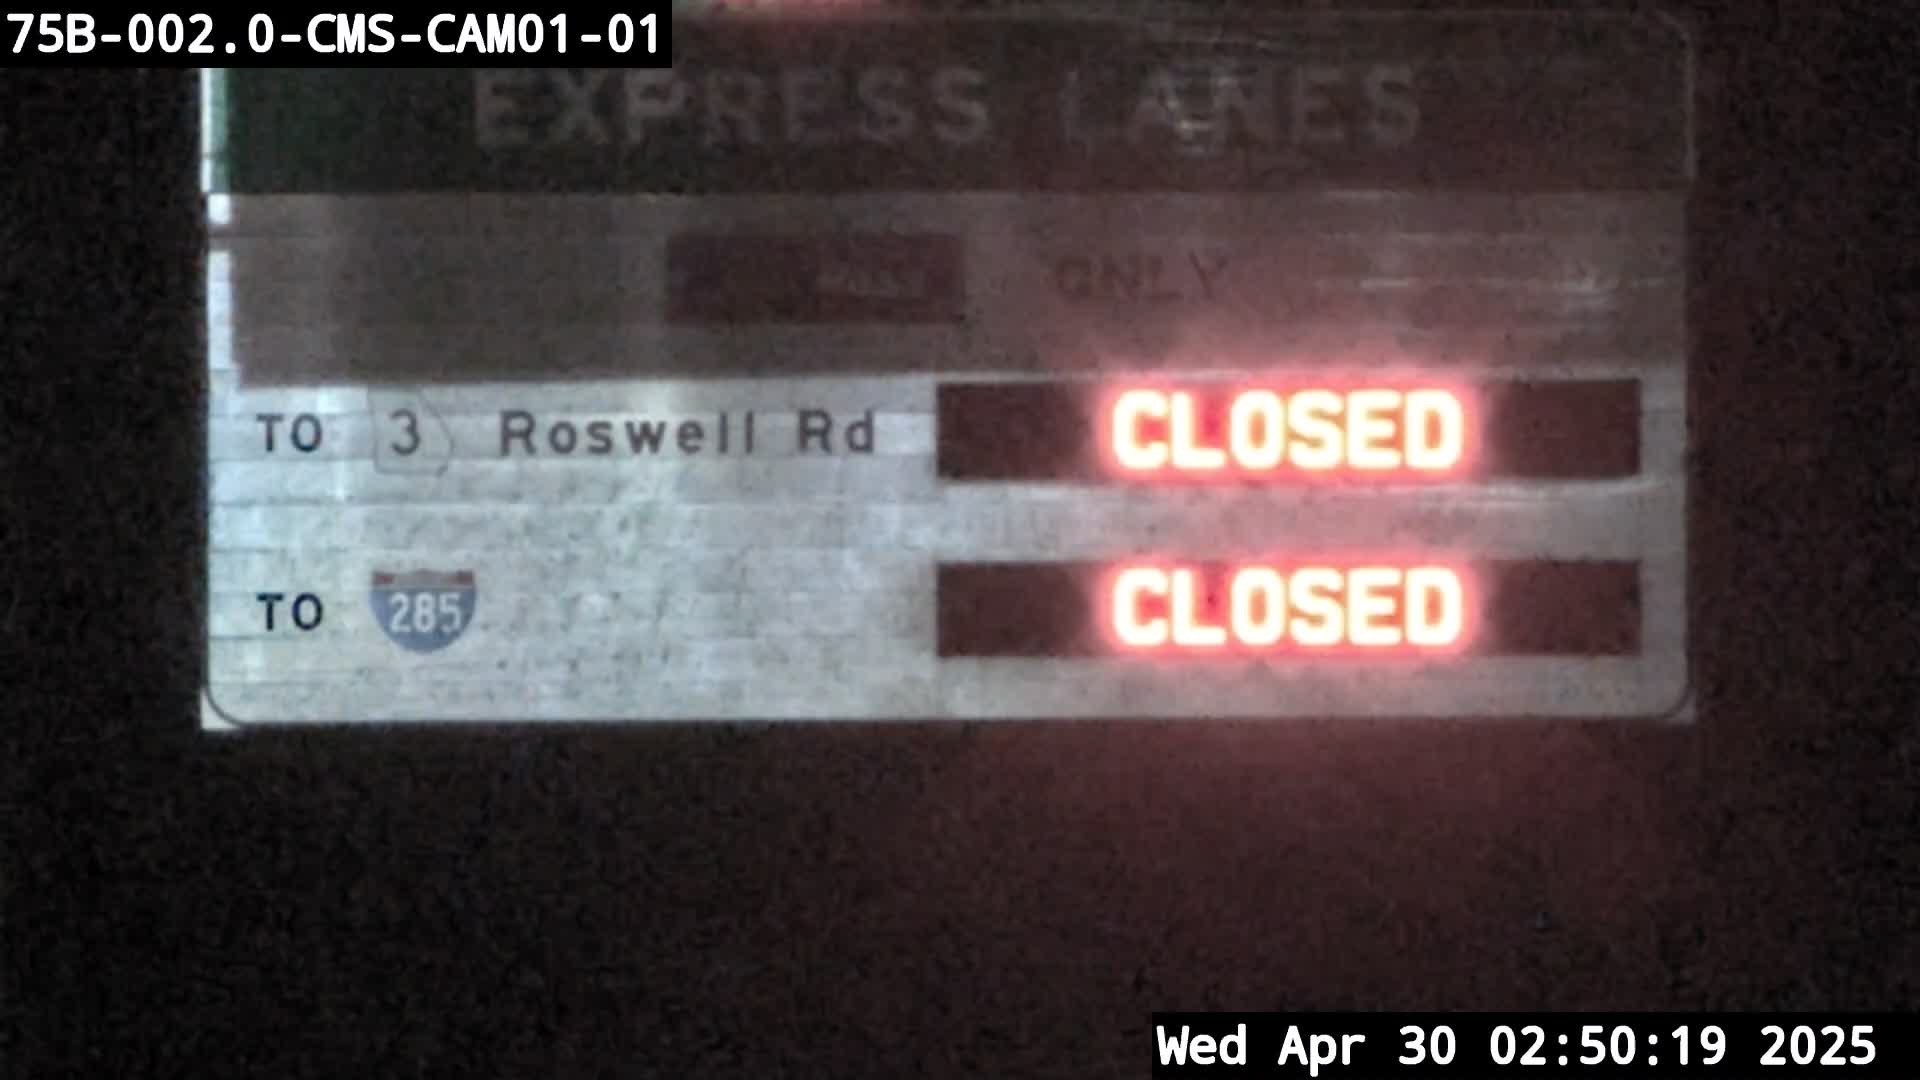 75B-002.0-CMS-CAM01-01
EXPRESS LANES
ONLY
TO 3 Roswell Rd CLOSED
TO 285 CLOSED
Wed Apr 30 02:50:19 2025